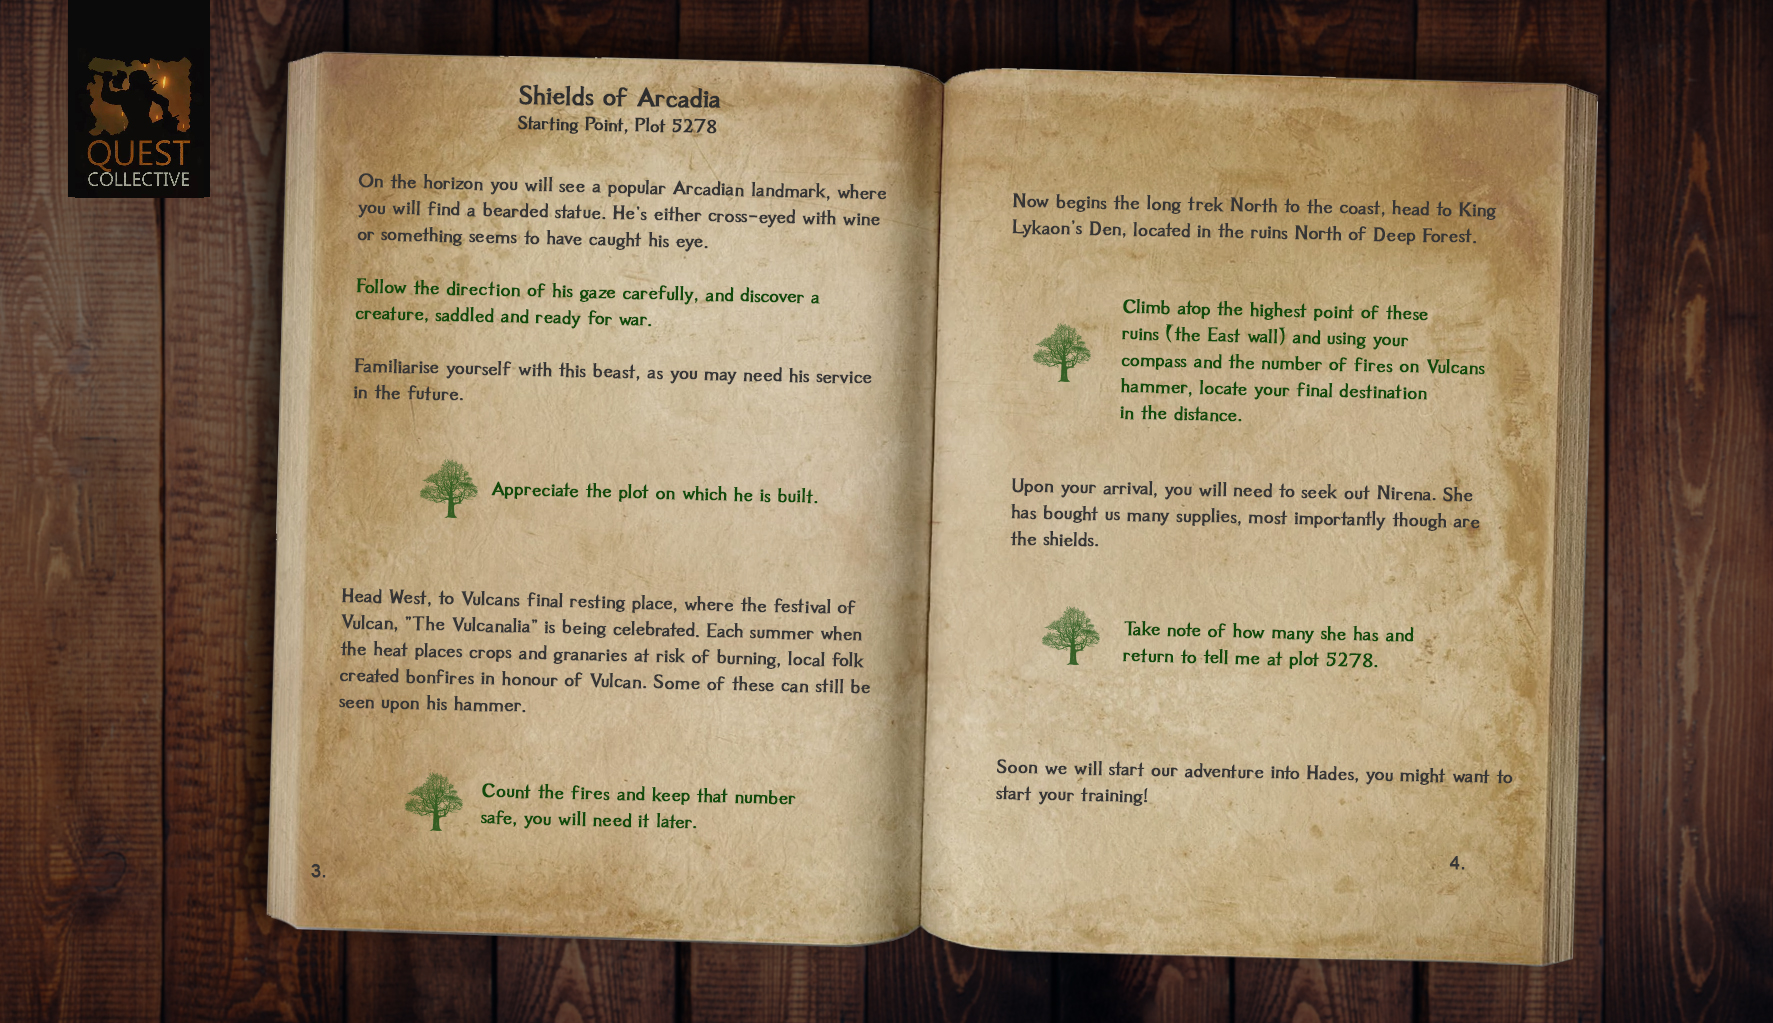 QUEST
COLLECTIVE
Shields of Arcadia
Starting Point, Plot 5278
On the horizon you will see a popular Arcadian landmark, where
you will find a bearded statue. He's either cross-eyed with wine
or something seems to have caught his eye.
Follow the direction of his gaze carefully, and discover a
creature, saddled and ready for war.
Familiarise yourself with this beast, as you may need his service
in the future.
Appreciate the plot on which he is built.
Head West, to Vulcans final resting place, where the festival of
Vulcan, "The Vulcanalia" is being celebrated. Each summer when
the heat places crops and granaries at risk of burning, local folk
created bonfires in honour of Vulcan. Some of these can still be
seen upon his hammer.
Count the fires and keep that number
safe, you will need it later.
3.
Now begins the long trek North to the coast, head to King
Lykaon's Den, located in the ruins North of Deep Forest.
Climb atop the highest point of these
ruins (the East wall) and using your
compass and the number of fires on Vulcans
hammer, locate your final destination
in the distance.
Upon your arrival, you will need to seek out Nirena. She
has bought us many supplies, most importantly though are
the shields.
Take note of how many she has and
return to tell me at plot 5278.
Soon we will start our adventure into Hades, you might want to
start your training!
4.